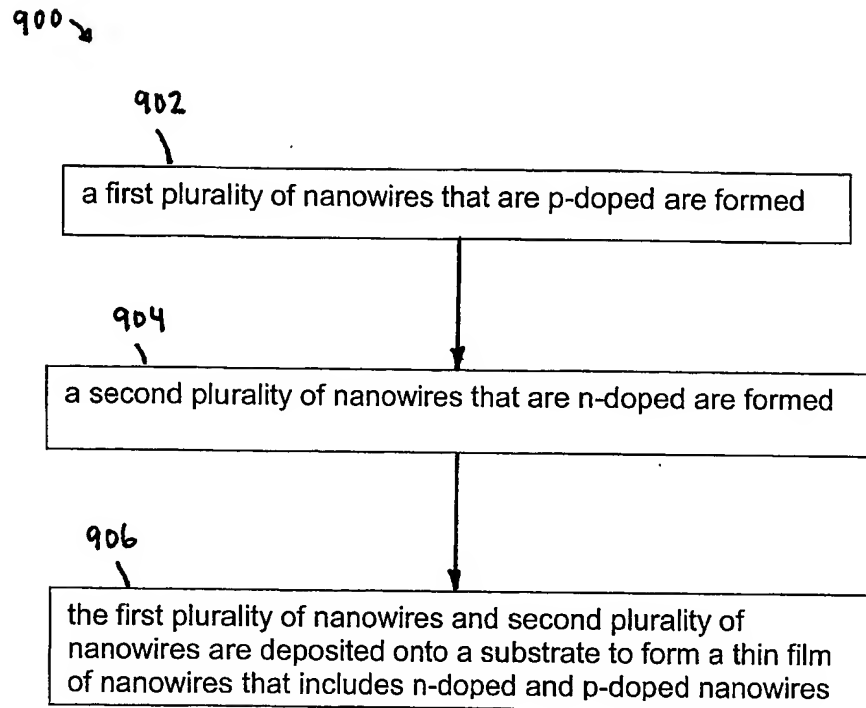 900
902
a first plurality of nanowires that are p-doped are formed
904
a second plurality of nanowires that are n-doped are formed
906
the first plurality of nanowires and second plurality of
nanowires are deposited onto a substrate to form a thin film
of nanowires that includes n-doped and p-doped nanowires